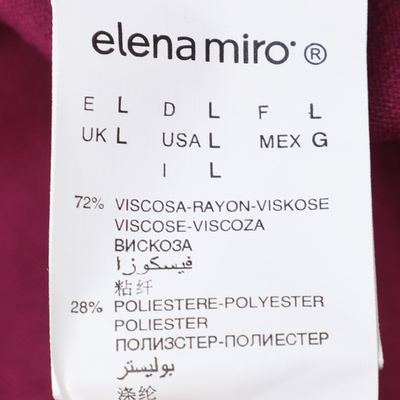 elena miro ®
E L D L F L
UK L USA L MEX G
I L
72% VISCOSA-RAYON-VISKOSE
VISCOSE-VISCOZA
ВИСКОЗА
فيسكوزا
粘纤
28% POLIESTERE-POLYESTER
POLIESTER
ПОЛИЭСТЕР-ПОЛИЕСТЕР
بوليستر
涤纶